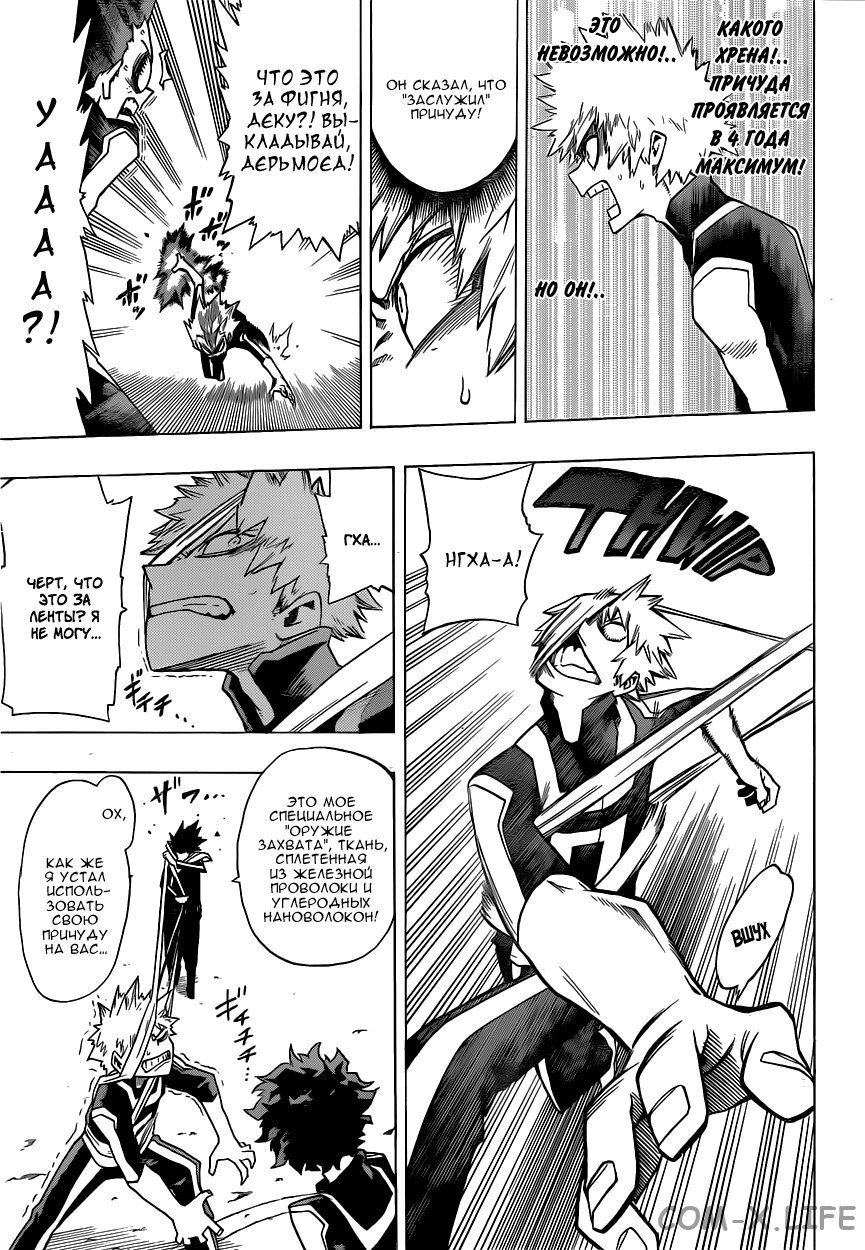 КАКОГО
ХРЕНА!..
ПРИЧУДА
ПРОЯВЛЯЕТСЯ
В 4 ГОДА
МАКСИМУМ!
ЭТО
НЕВОЗМОЖНО!..
НО ОН!..
ОН СКАЗАЛ, ЧТО
"ЗАСЛУЖИЛ"
ПРИЧУДУ!
ЧТО ЭТО
ЗА ФИГНЯ,
ДЕКУ?! ВЫ-
КЛАДЫВАЙ,
ДЕРЬМОЕД!
УАААА?!
THWIP
НГХА-А!
ВШУХ
ГХА...
ЧЕРТ, ЧТО
ЭТО ЗА
ЛЕНТЫ? Я
НЕ МОГУ...
ЭТО МОЕ
СПЕЦИАЛЬНОЕ
"ОРУЖИЕ
ЗАХВАТА", ТКАНЬ,
СПЛЕТЕННАЯ
ИЗ ЖЕЛЕЗНОЙ
ПРОВОЛОКИ И
УГЛЕРОДНЫХ
НАНОВОЛОКОН!
ОХ,
КАК ЖЕ
Я УСТАЛ
ИСПОЛЬ-
ЗОВАТЬ
СВОЮ
ПРИЧУДУ
НА ВАС...
COM-X.LIFE